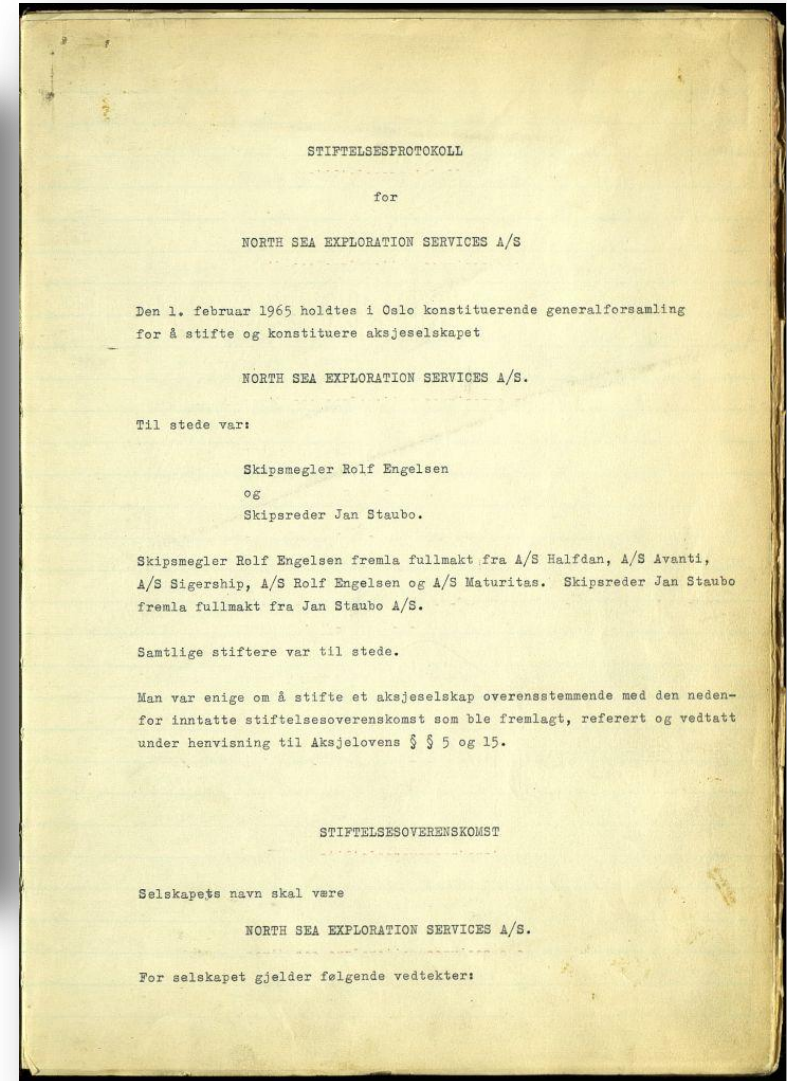 STIFTELSESPROTOKOLL
for
NORTH SEA EXPLORATION SERVICES A/S
Den 1. februar 1965 holdtes i Oslo konstituerende generalforsamling
for å stifte og konstituere aksjeselskapet
NORTH SEA EXPLORATION SERVICES A/S.
Til stede var:
Skipsmegler Rolf Engelsen
og
Skipsreder Jan Staubo.
Skipsmegler Rolf Engelsen fremla fullmakt fra A/S Halfdan, A/S Avanti,
A/S Sigership, A/S Rolf Engelsen og A/S Maturitas. Skipsreder Jan Staubo
fremla fullmakt fra Jan Staubo A/S.
Samtlige stiftere var til stede.
Man var enige om å stifte et aksjeselskap overensstemmende med den neden-
for inntatte stiftelsesoverenskomst som ble fremlagt, referert og vedtatt
under henvisning til Aksjelovens § § 5 og 15.
STIFTELSESOVERENSKOMST
Selskapets navn skal være
NORTH SEA EXPLORATION SERVICES A/S.
For selskapet gjelder følgende vedtekter: